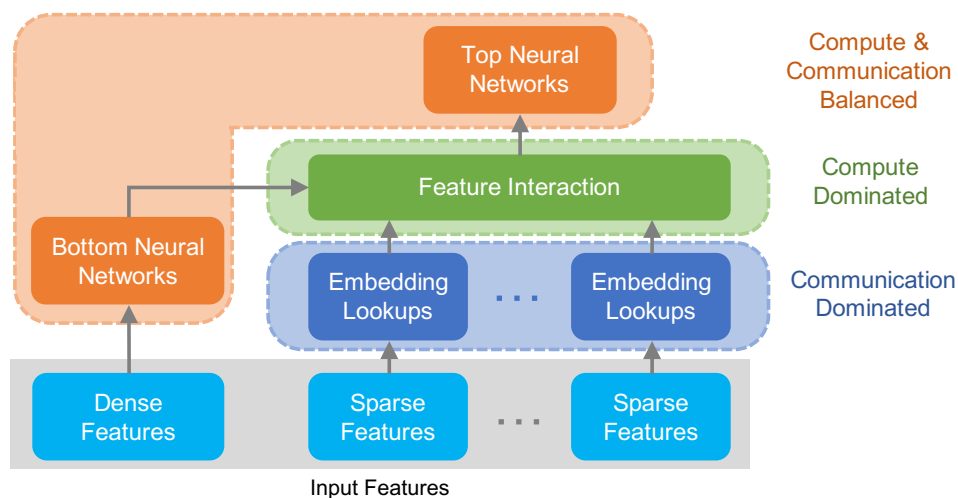 Top Neural
Networks
Compute &
Communication
Balanced
Feature Interaction
Compute
Dominated
Bottom Neural
Networks
Embedding
Lookups
...
Embedding
Lookups
Communication
Dominated
Dense
Features
Sparse
Features
...
Sparse
Features
Input Features